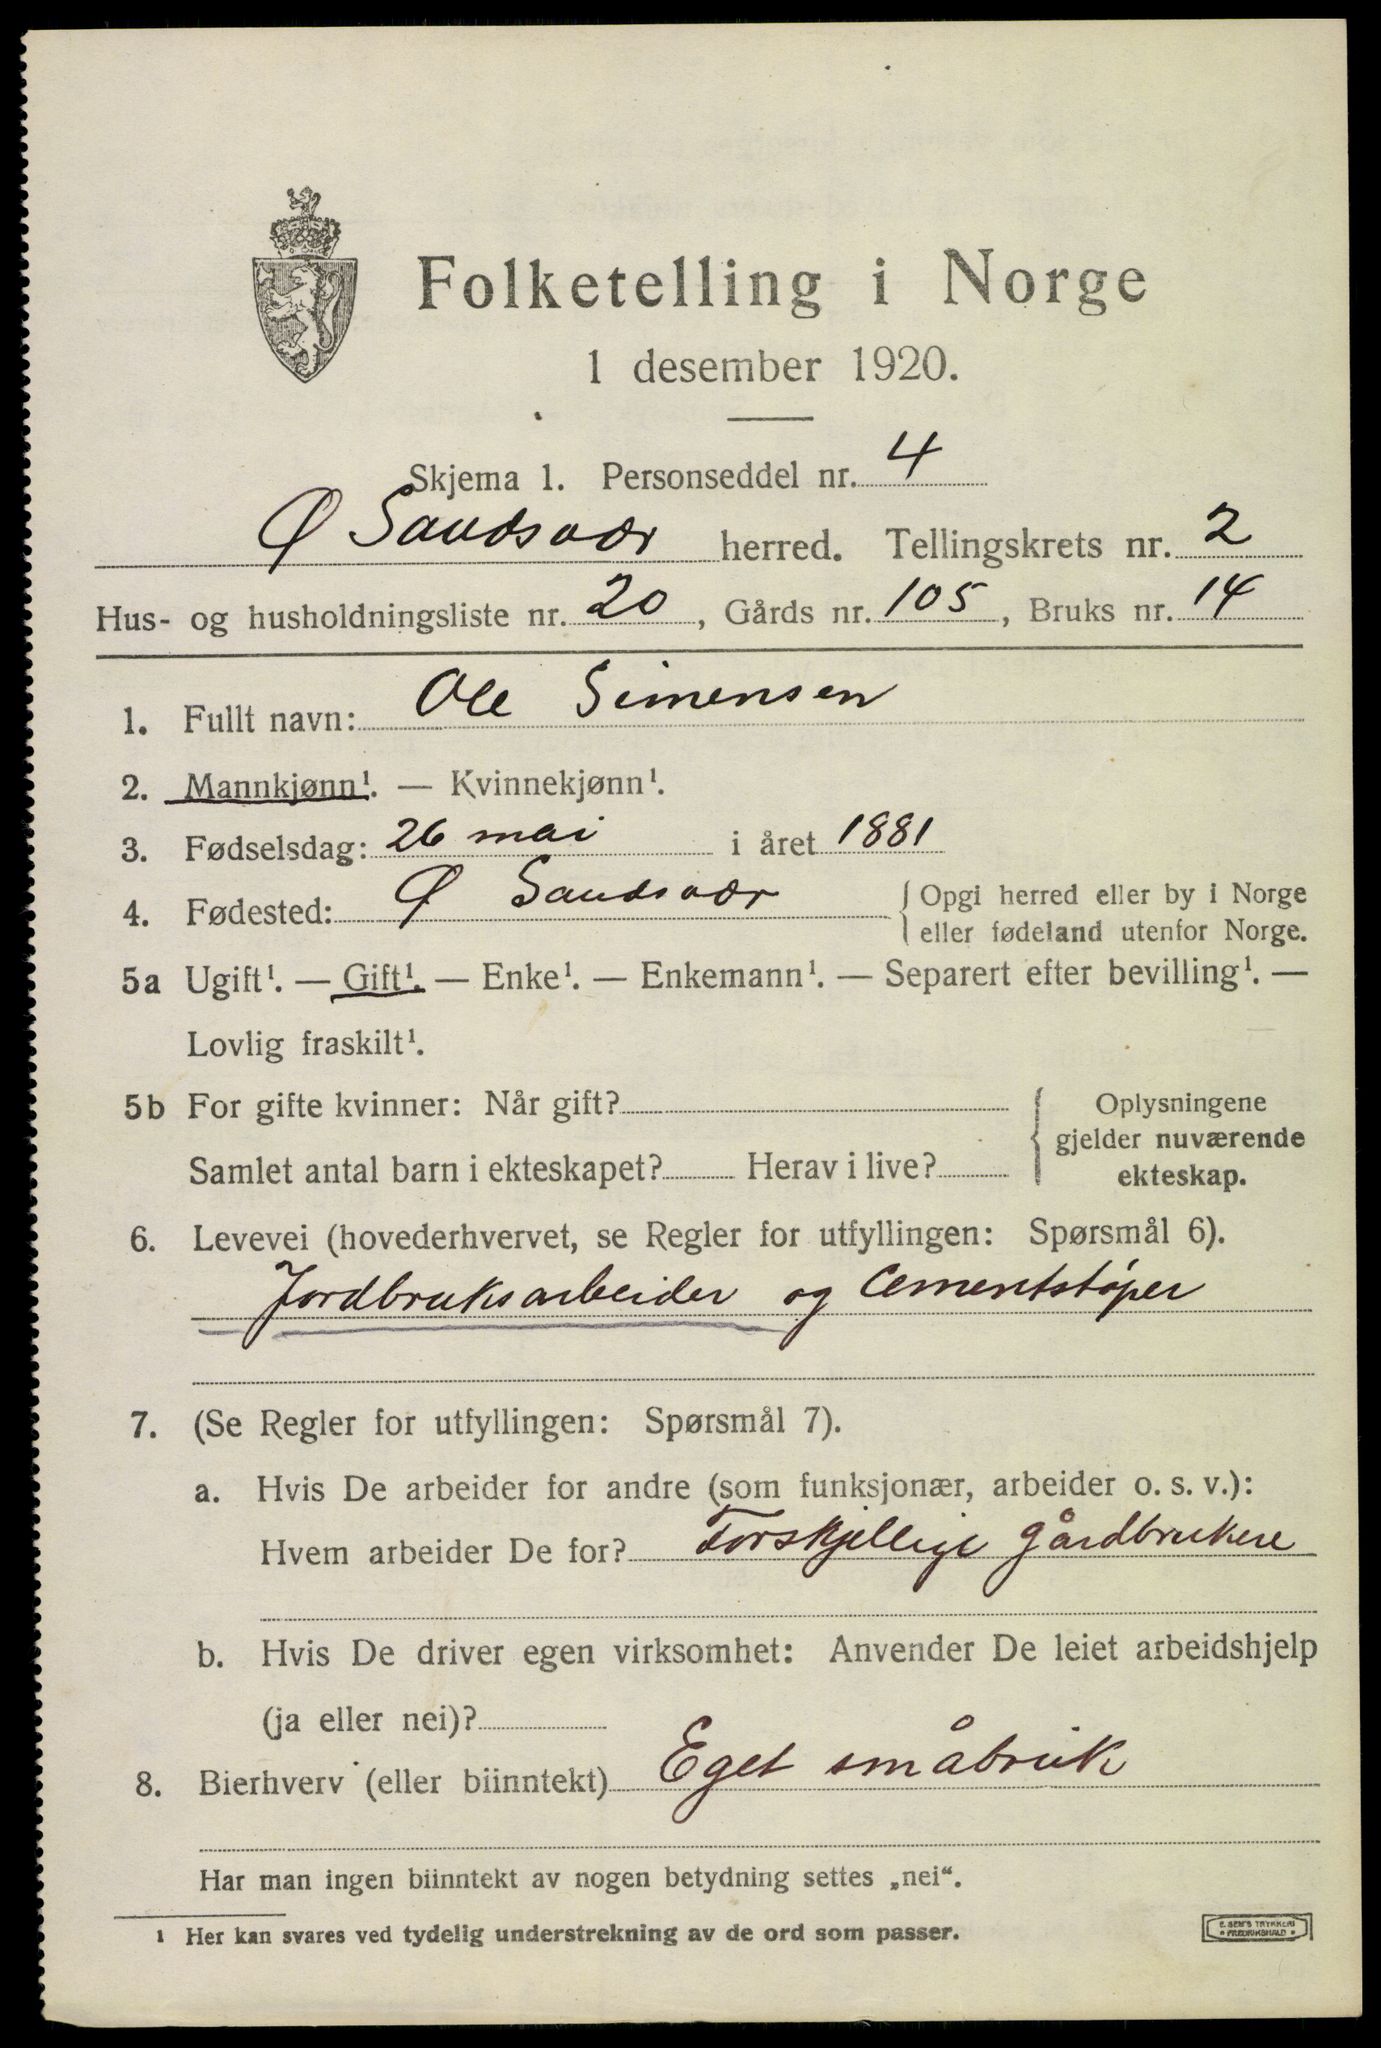 Folketelling i Norge
1 desember 1920.
Skjema 1. Personseddel nr. 4
Ø Sandsvær herred. Tellingskrets nr. 2
Hus- og husholdningsliste nr. 20, Gårds nr. 105, Bruks nr. 14
1. Fullt navn: Ole Simensen
2. Mannkjønn¹. — Kvinnekjønn¹.
3. Fødselsdag: 26 mai i året 1881
4. Fødested: Ø Sandsvær { Opgi herred eller by i Norge
eller fødeland utenfor Norge.
5a Ugift¹. — Gift¹. — Enke¹. — Enkemann¹. — Separert efter bevilling¹. —
Lovlig fraskilt¹.
5b For gifte kvinner: Når gift? { Oplysningene
gjelder nuværende
Samlet antal barn i ekteskapet? Herav i live? ekteskap.
6. Levevei (hovederhvervet, se Regler for utfyllingen: Spørsmål 6).
Jordbruksarbeider og Cementstøper
7. (Se Regler for utfyllingen: Spørsmål 7).
a. Hvis De arbeider for andre (som funksjonær, arbeider o. s. v.):
Hvem arbeider De for? Forskjellige gårdbrukere
b. Hvis De driver egen virksomhet: Anvender De leiet arbeidshjelp
(ja eller nei)?
8. Bierhverv (eller biinntekt) Eget småbruk
Har man ingen biinntekt av nogen betydning settes „nei“.
1 Her kan svares ved tydelig understrekning av de ord som passer.
E. SEM'S TRYKKERI
* FREDRIKSHALD *